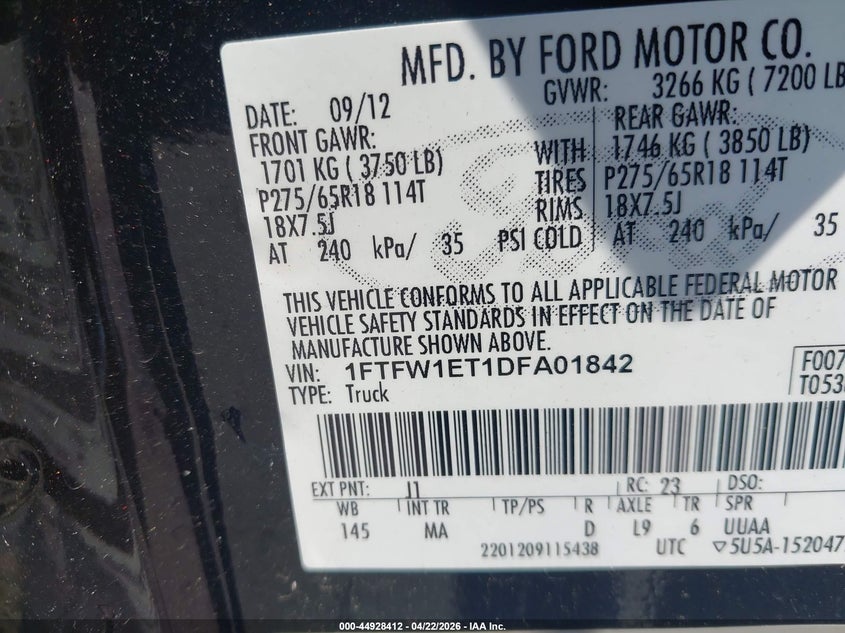 MFD. BY FORD MOTOR CO.
DATE: 09/12 GVWR: 3266 KG ( 7200 LB
FRONT GAWR: REAR GAWR:
1701 KG ( 3750 LB) WITH 1746 KG ( 3850 LB)
P275/65R18 114T TIRES P275/65R18 114T
18X7.5J RIMS 18X7.5J
AT 240 kPa/ 35 PSI COLD AT 240 kPa/ 35
THIS VEHICLE CONFORMS TO ALL APPLICABLE FEDERAL MOTOR
VEHICLE SAFETY STANDARDS IN EFFECT ON THE DATE OF
MANUFACTURE SHOWN ABOVE.
VIN: 1FTFW1ET1DFA01842 F007
TYPE: Truck T053
EXT PNT: J1 RC: 23 DSO:
WB INT TR TP/PS R AXLE TR SPR
145 MA D L9 6 UUAA
2201209115438 UTC ▽5U5A-152047
000-44928412 - 04/22/2026 - IAA Inc.